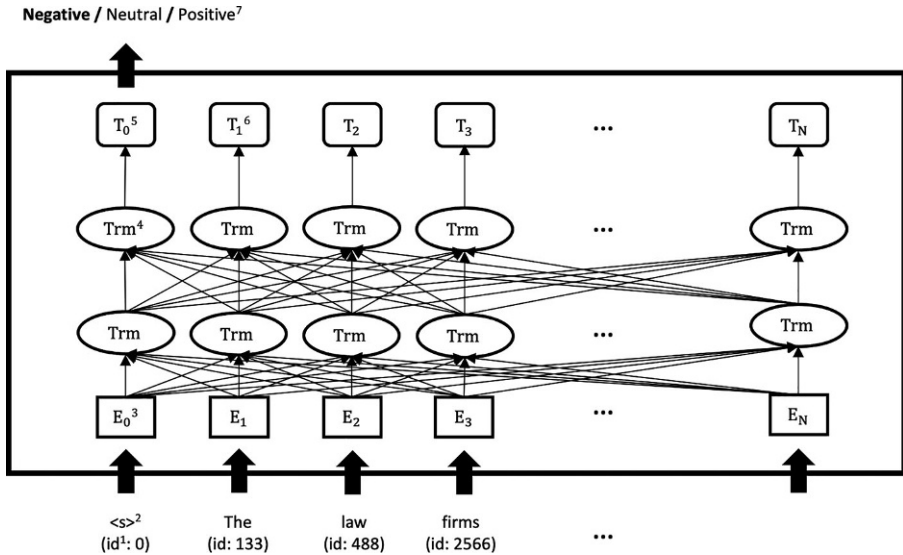 Negative / Neutral / Positive⁷
T₀⁵ T₁⁶ T₂ T₃ ... T_N
Trm⁴ Trm Trm Trm ... Trm
Trm Trm Trm Trm ... Trm
E₀³ E₁ E₂ E₃ ... E_N
<s>² The law firms
(id¹: 0) (id: 133) (id: 488) (id: 2566) ...